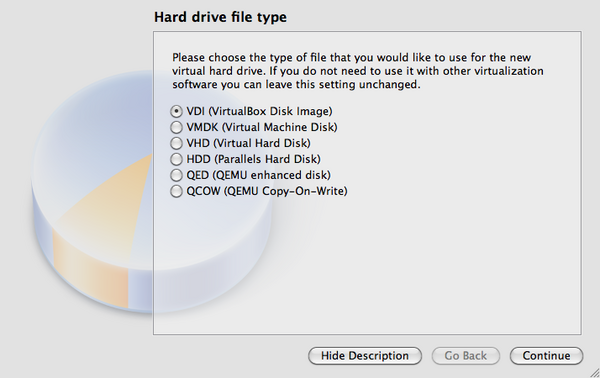 Hard drive file type
Please choose the type of file that you would like to use for the new
virtual hard drive. If you do not need to use it with other virtualization
software you can leave this setting unchanged.
VDI (VirtualBox Disk Image)
VMDK (Virtual Machine Disk)
VHD (Virtual Hard Disk)
HDD (Parallels Hard Disk)
QED (QEMU enhanced disk)
QCOW (QEMU Copy-On-Write)
Hide Description
Go Back
Continue